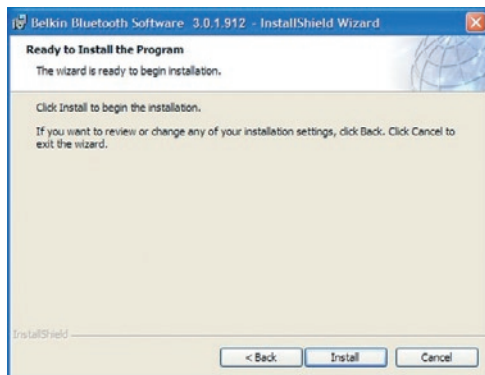 Belkin Bluetooth Software 3.0.1.912 - InstallShield Wizard
Ready to Install the Program
The wizard is ready to begin installation.
Click Install to begin the installation.
If you want to review or change any of your installation settings, click Back. Click Cancel to
exit the wizard.
InstallShield
< Back Install Cancel